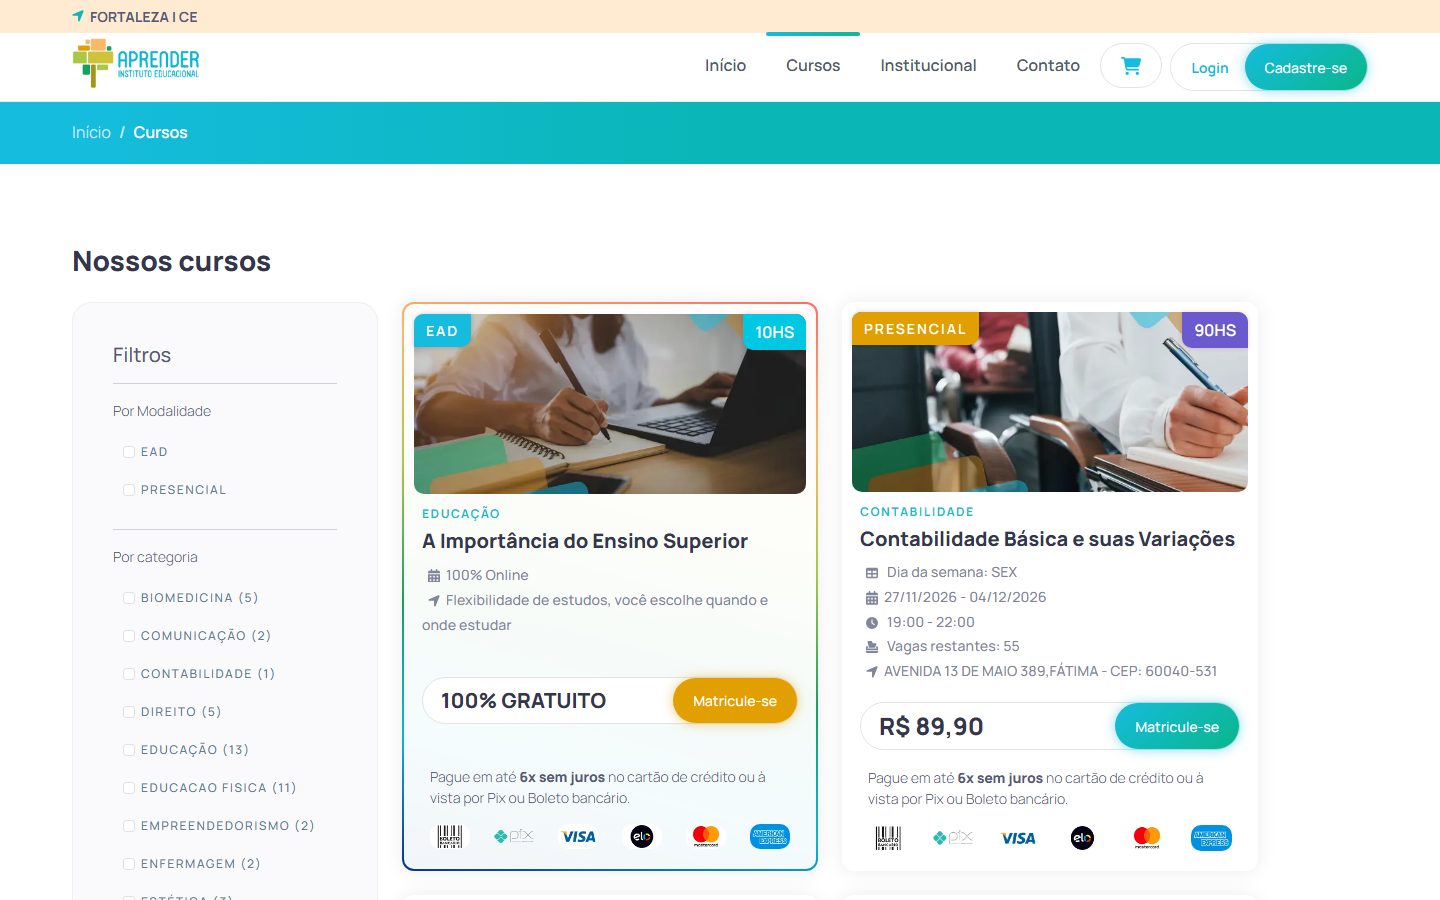 FORTALEZA | CE
APRENDER
INSTITUTO EDUCACIONAL
Início
Cursos
Institucional
Contato
Login
Cadastre-se
Início / Cursos
Nossos cursos
Filtros
Por Modalidade
EAD
PRESENCIAL
Por categoria
BIOMEDICINA (5)
COMUNICAÇÃO (2)
CONTABILIDADE (1)
DIREITO (5)
EDUCAÇÃO (13)
EDUCACAO FISICA (11)
EMPREENDEDORISMO (2)
ENFERMAGEM (2)
EAD
10HS
EDUCAÇÃO
A Importância do Ensino Superior
100% Online
Flexibilidade de estudos, você escolhe quando e
onde estudar
100% GRATUITO
Matricule-se
Pague em até 6x sem juros no cartão de crédito ou à
vista por Pix ou Boleto bancário.
BOLETO
BANCÁRIO
pix
VISA
elo
mastercard
AMERICAN
EXPRESS
PRESENCIAL
90HS
CONTABILIDADE
Contabilidade Básica e suas Variações
Dia da semana: SEX
27/11/2026 - 04/12/2026
19:00 - 22:00
Vagas restantes: 55
AVENIDA 13 DE MAIO 389,FÁTIMA - CEP: 60040-531
R$ 89,90
Matricule-se
Pague em até 6x sem juros no cartão de crédito ou à
vista por Pix ou Boleto bancário.
BOLETO
BANCÁRIO
pix
VISA
elo
mastercard
AMERICAN
EXPRESS